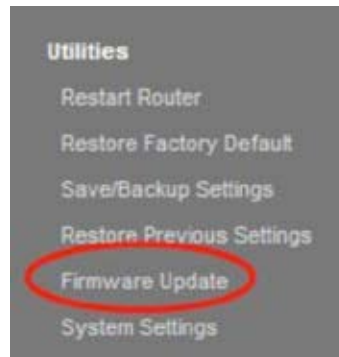 Utilities
Restart Router
Restore Factory Default
Save/Backup Settings
Restore Previous Settings
Firmware Update
System Settings